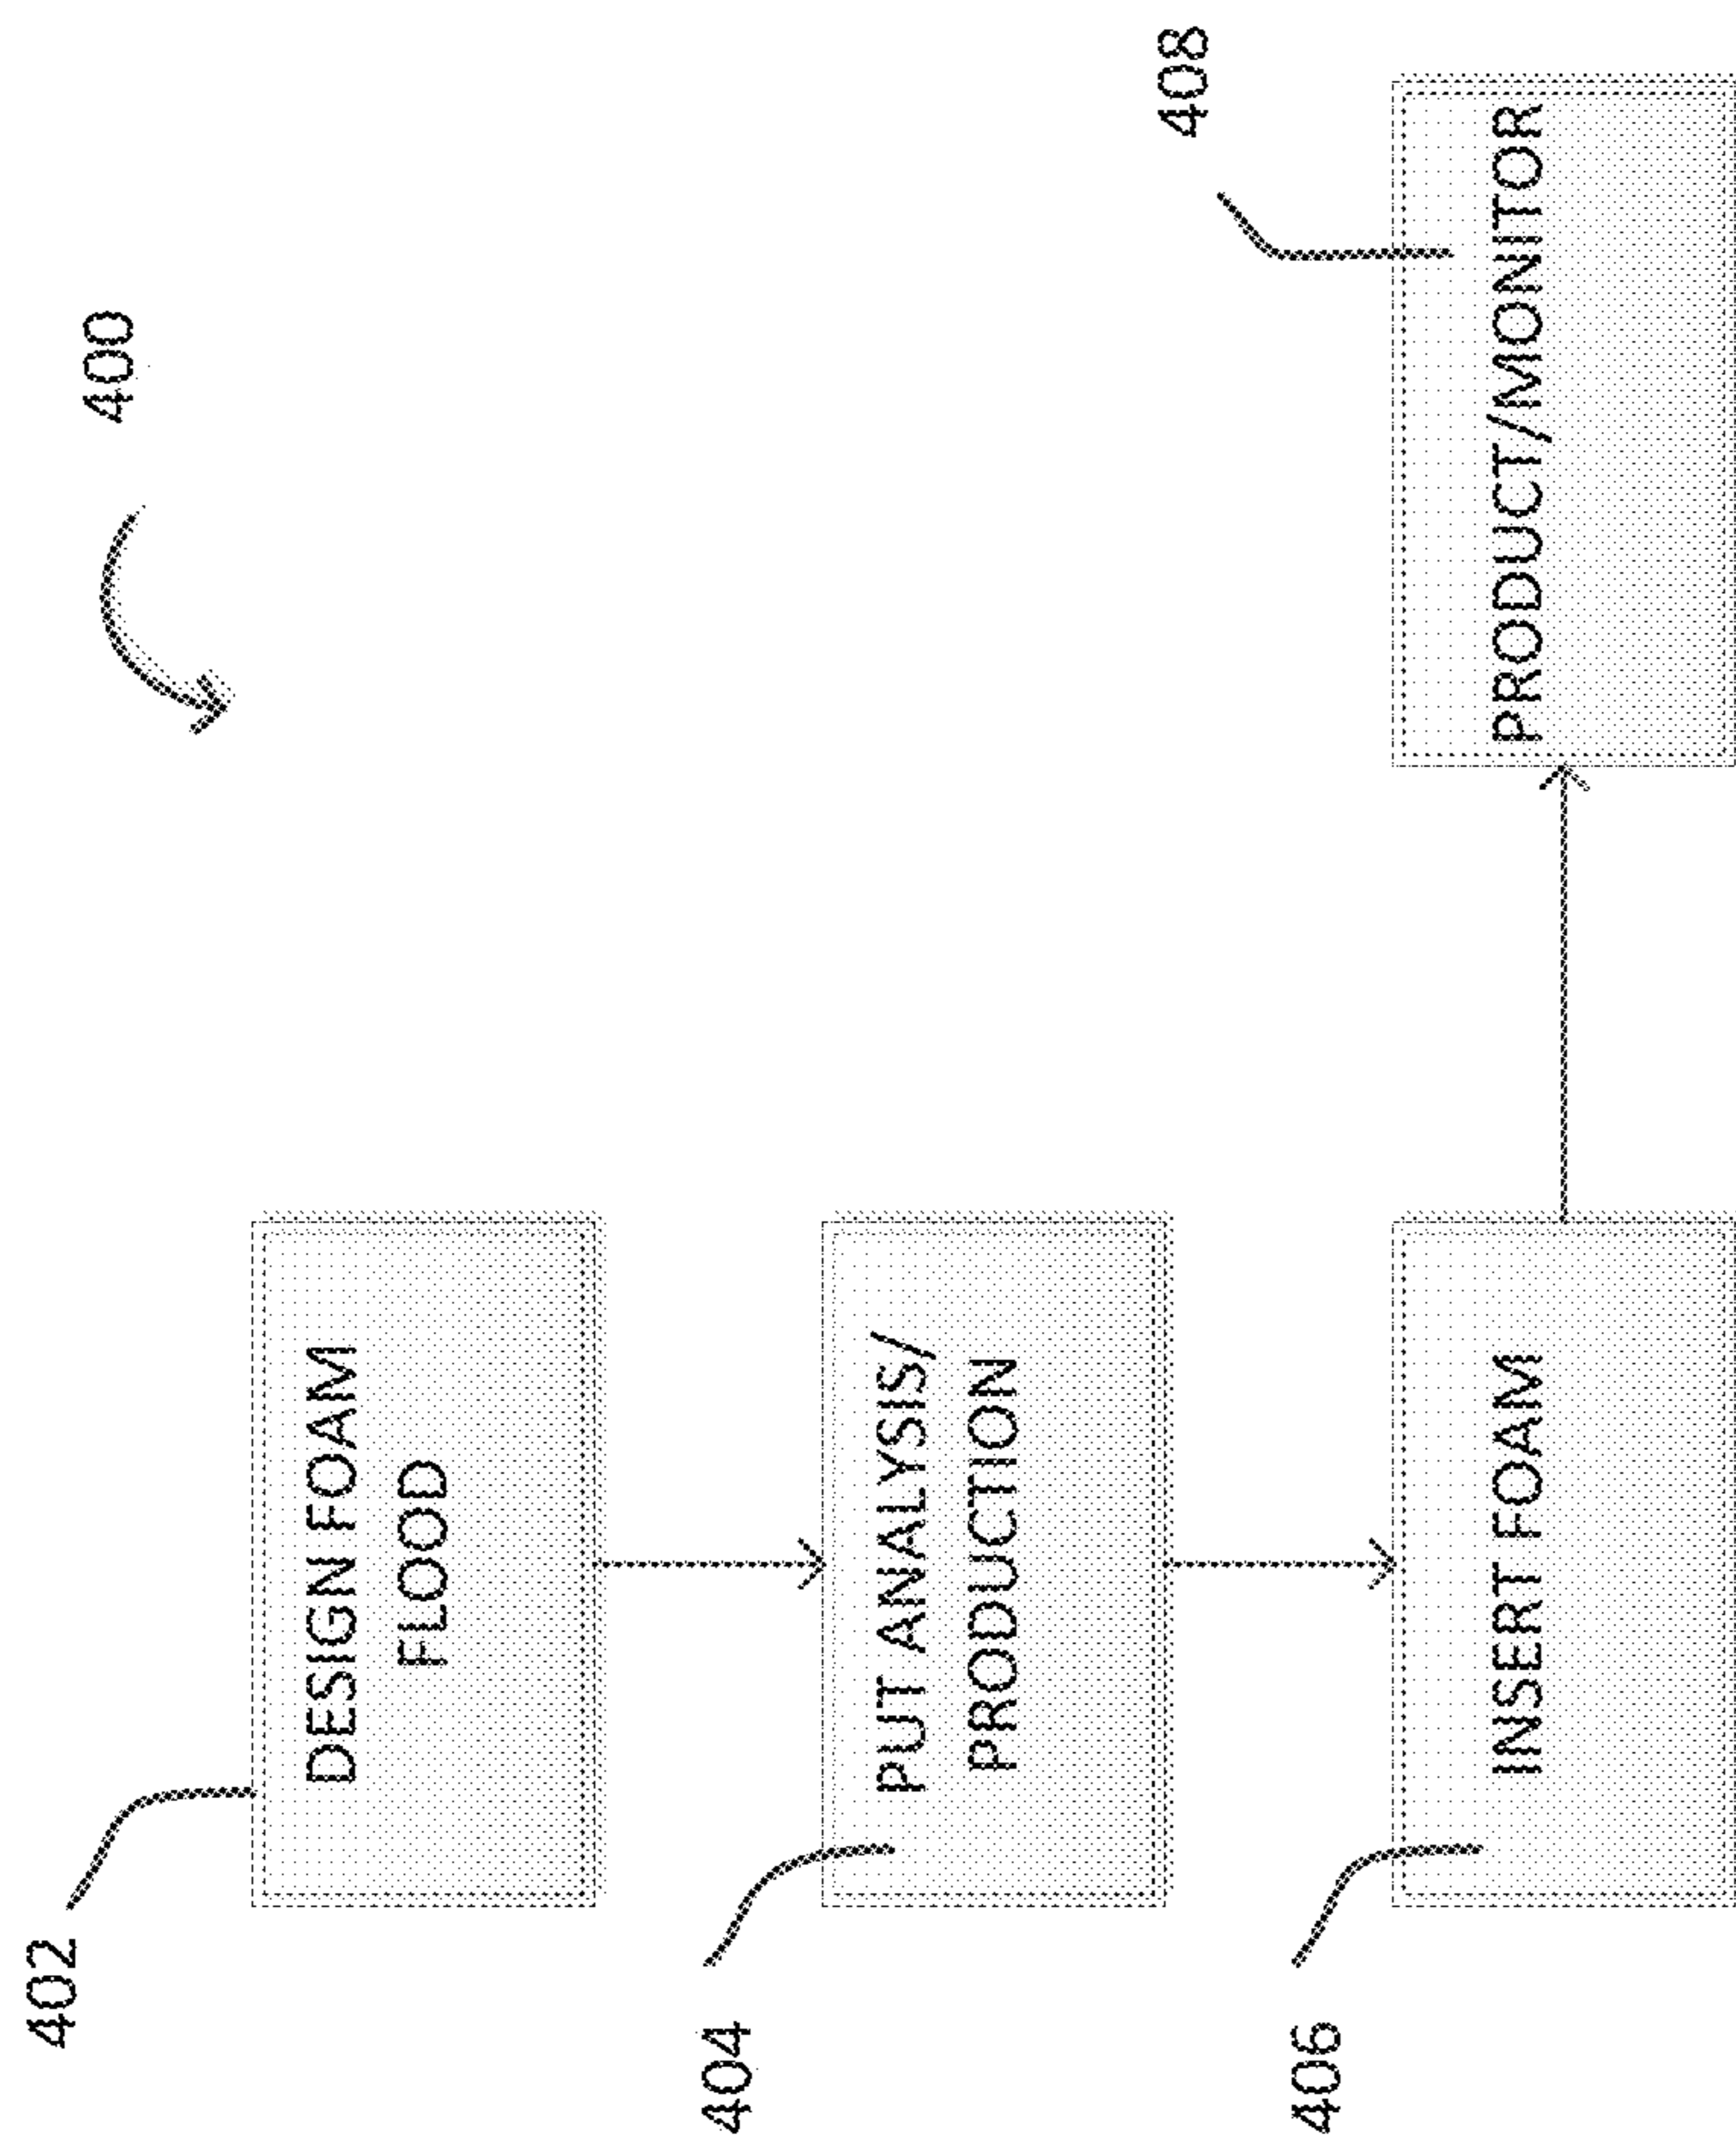 400
402
DESIGN FOAM
FLOOD
404
PUT ANALYSIS/
PRODUCTION
406
INSERT FOAM
408
PRODUCT/MONITOR